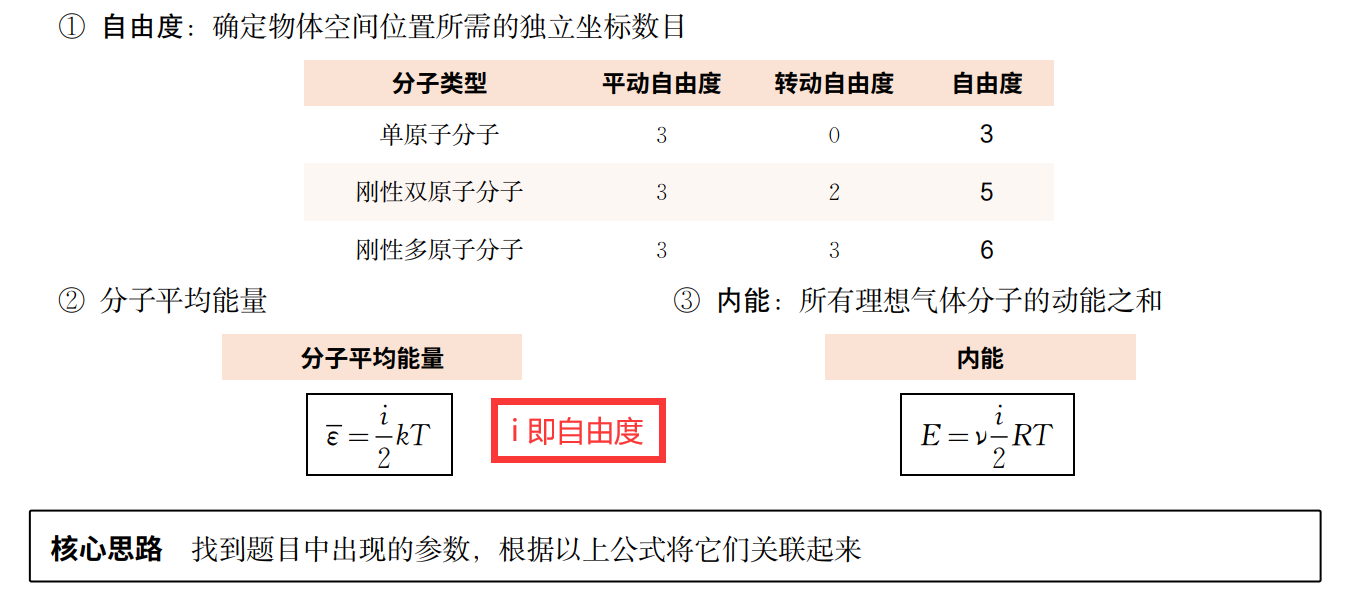 ① 自由度：确定物体空间位置所需的独立坐标数目
分子类型 平动自由度 转动自由度 自由度
单原子分子 3 0 3
刚性双原子分子 3 2 5
刚性多原子分子 3 3 6
② 分子平均能量
③ 内能：所有理想气体分子的动能之和
分子平均能量
内能
ε̅ = i/2 kT
i 即自由度
E = ν i/2 RT
核心思路 找到题目中出现的参数，根据以上公式将它们关联起来